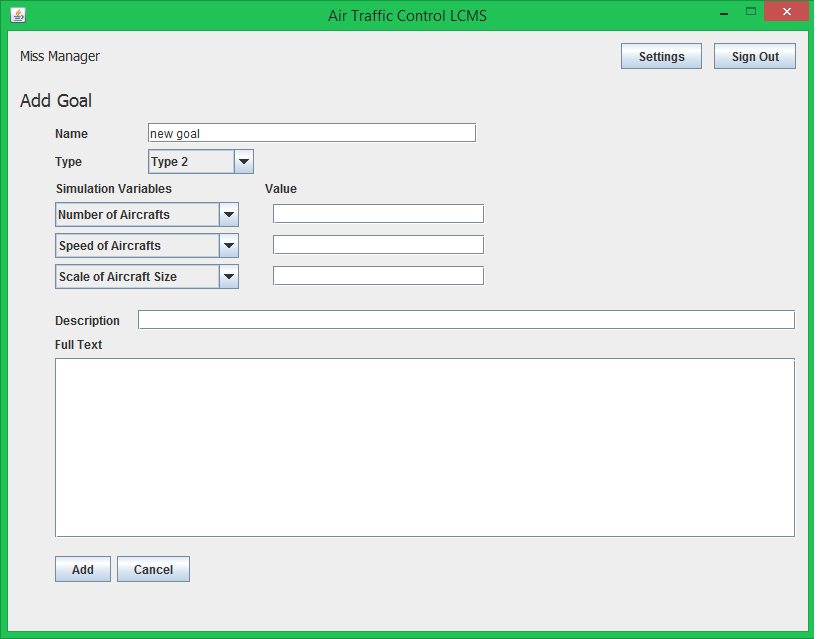 Air Traffic Control LCMS
Miss Manager Settings Sign Out
Add Goal
Name new goal
Type Type 2
Simulation Variables Value
Number of Aircrafts
Speed of Aircrafts
Scale of Aircraft Size
Description
Full Text
Add Cancel